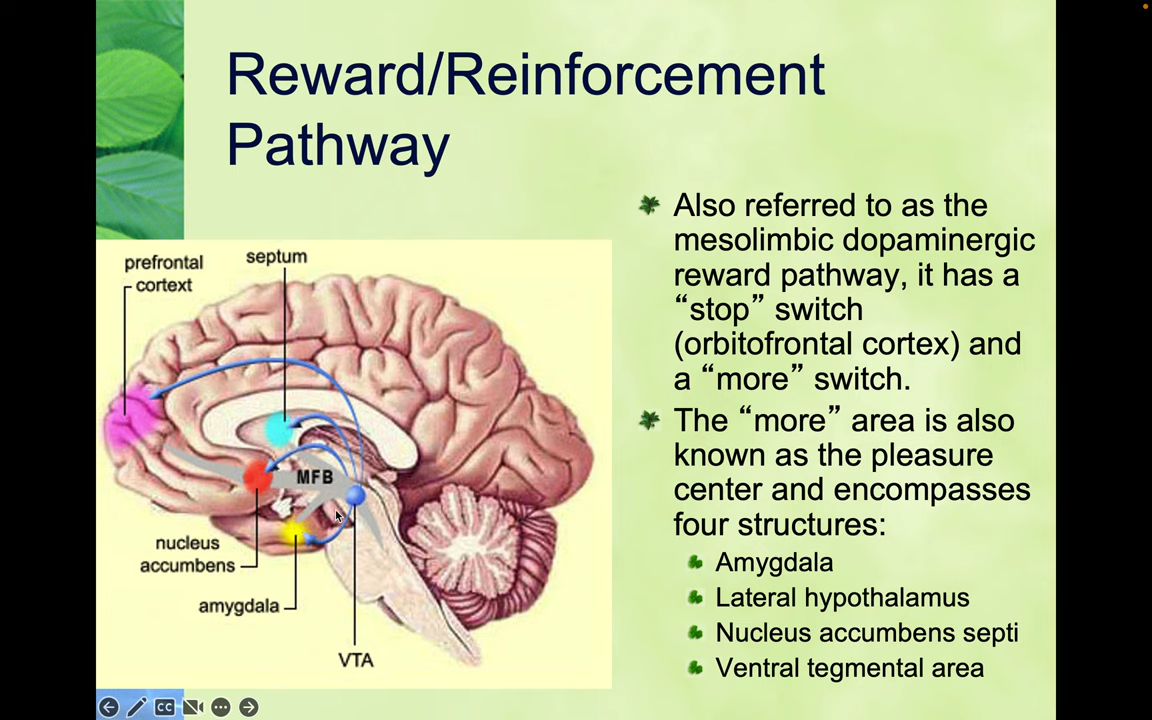 Reward/Reinforcement
Pathway
prefrontal
cortext
septum
MFB
nucleus
accumbens
amygdala
VTA
Also referred to as the
mesolimbic dopaminergic
reward pathway, it has a
“stop” switch
(orbitofrontal cortex) and
a “more” switch.
The “more” area is also
known as the pleasure
center and encompasses
four structures:
Amygdala
Lateral hypothalamus
Nucleus accumbens septi
Ventral tegmental area
CC